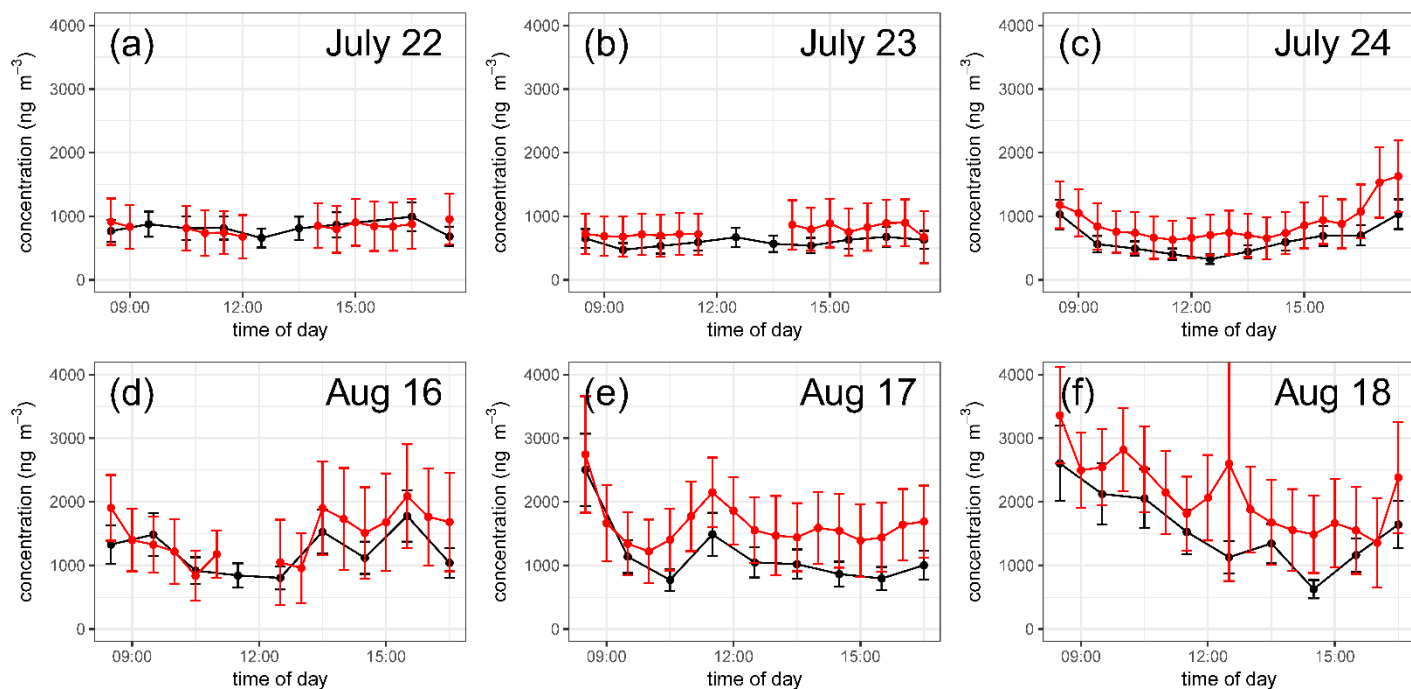 (a) July 22
4000
3000
2000
1000
0
concentration (ng m⁻³)
09:00 12:00 15:00
time of day
(b) July 23
4000
3000
2000
1000
0
concentration (ng m⁻³)
09:00 12:00 15:00
time of day
(c) July 24
4000
3000
2000
1000
0
concentration (ng m⁻³)
09:00 12:00 15:00
time of day
(d) Aug 16
4000
3000
2000
1000
0
concentration (ng m⁻³)
09:00 12:00 15:00
time of day
(e) Aug 17
4000
3000
2000
1000
0
concentration (ng m⁻³)
09:00 12:00 15:00
time of day
(f) Aug 18
4000
3000
2000
1000
0
concentration (ng m⁻³)
09:00 12:00 15:00
time of day